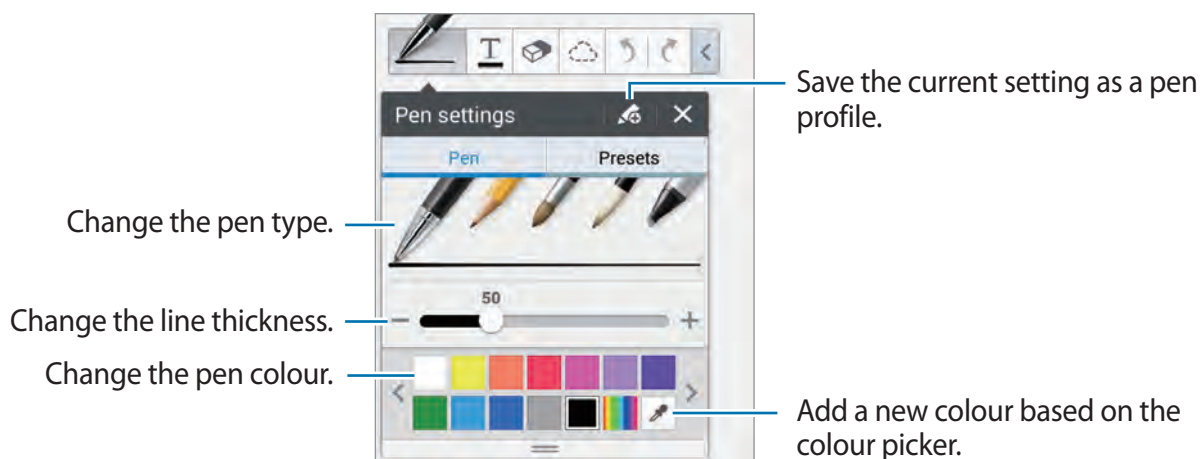 T
Pen settings
Pen Presets
50
Save the current setting as a pen
profile.
Change the pen type.
Change the line thickness.
Change the pen colour.
Add a new colour based on the
colour picker.